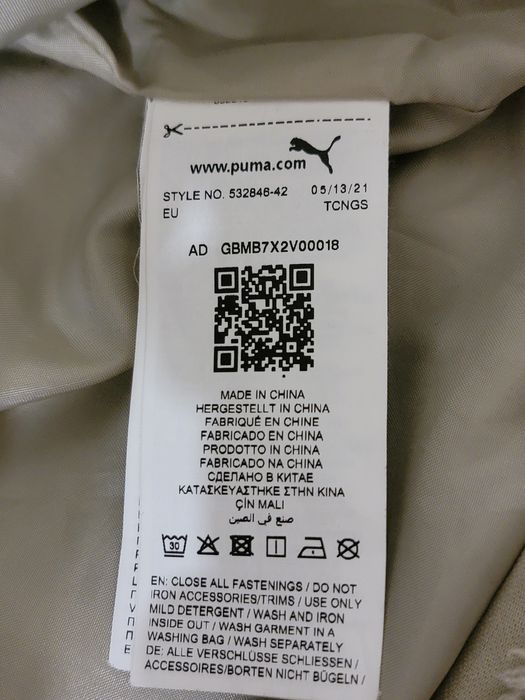 www.puma.com
STYLE NO. 532846-42 05/13/21
EU TCNGS
AD GBMB7X2V00018
MADE IN CHINA
HERGESTELLT IN CHINA
FABRIQUÉ EN CHINE
FABRICADO EN CHINA
PRODOTTO IN CHINA
FABRICADO NA CHINA
СДЕЛАНО В КИТАЕ
ΚΑΤΑΣΚΕΥΑΣΤΗΚΕ ΣΤΗΝ ΚΙΝΑ
ÇİN MALI
صنع في الصين
30
EN: CLOSE ALL FASTENINGS / DO NOT
IRON ACCESSORIES/TRIMS / USE ONLY
MILD DETERGENT / WASH AND IRON
INSIDE OUT / WASH GARMENT IN A
WASHING BAG / WASH SEPARATELY
DE: ALLE VERSCHLÜSSE SCHLIESSEN /
ACCESSOIRES/BORTEN NICHT BÜGELN /